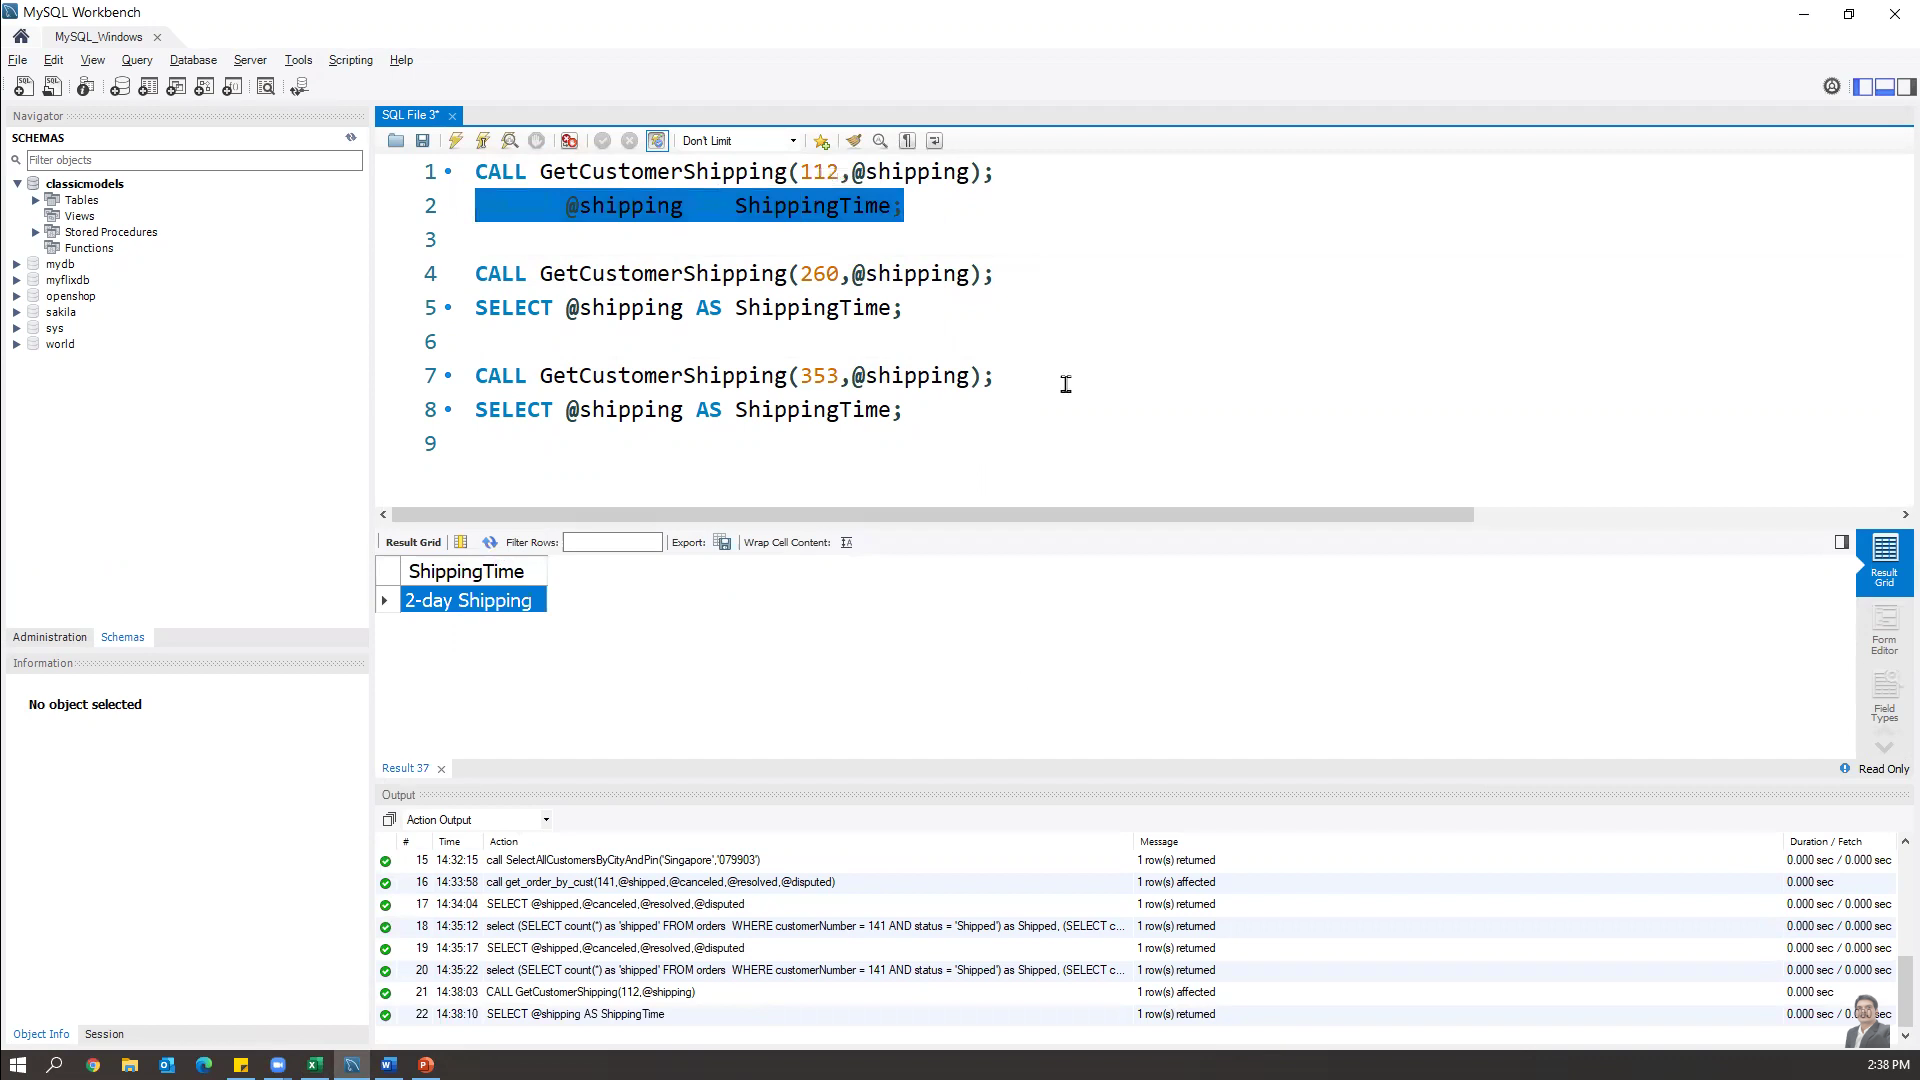 MySQL Workbench
MySQL_Windows
File Edit View Query Database Server Tools Scripting Help
Navigator
SCHEMAS
Filter objects
classicmodels
Tables
Views
Stored Procedures
Functions
mydb
myflixdb
openshop
sakila
sys
world
Administration Schemas
Information
No object selected
Object Info Session
SQL File 3*
Don't Limit
1 CALL GetCustomerShipping(112,@shipping);
2 @shipping ShippingTime;
3
4 CALL GetCustomerShipping(260,@shipping);
5 SELECT @shipping AS ShippingTime;
6
7 CALL GetCustomerShipping(353,@shipping);
8 SELECT @shipping AS ShippingTime;
9
Result Grid Filter Rows: Export: Wrap Cell Content:
ShippingTime
2-day Shipping
Result Grid
Form Editor
Field Types
Result 37
Read Only
Output
Action Output
# Time Action Message Duration / Fetch
15 14:32:15 call SelectAllCustomersByCityAndPin('Singapore','079903') 1 row(s) returned 0.000 sec / 0.000 sec
16 14:33:58 call get_order_by_cust(141,@shipped,@canceled,@resolved,@disputed) 1 row(s) affected 0.000 sec
17 14:34:04 SELECT @shipped,@canceled,@resolved,@disputed 1 row(s) returned 0.000 sec / 0.000 sec
18 14:35:12 select (SELECT count(*) as 'shipped' FROM orders WHERE customerNumber = 141 AND status = 'Shipped') as Shipped, (SELECT c... 1 row(s) returned 0.000 sec / 0.000 sec
19 14:35:17 SELECT @shipped,@canceled,@resolved,@disputed 1 row(s) returned 0.000 sec / 0.000 sec
20 14:35:22 select (SELECT count(*) as 'shipped' FROM orders WHERE customerNumber = 141 AND status = 'Shipped') as Shipped, (SELECT c... 1 row(s) returned 0.000 sec / 0.000 sec
21 14:38:03 CALL GetCustomerShipping(112,@shipping) 1 row(s) affected 0.000 sec
22 14:38:10 SELECT @shipping AS ShippingTime 1 row(s) returned 0.000 sec / sec
2:38 PM